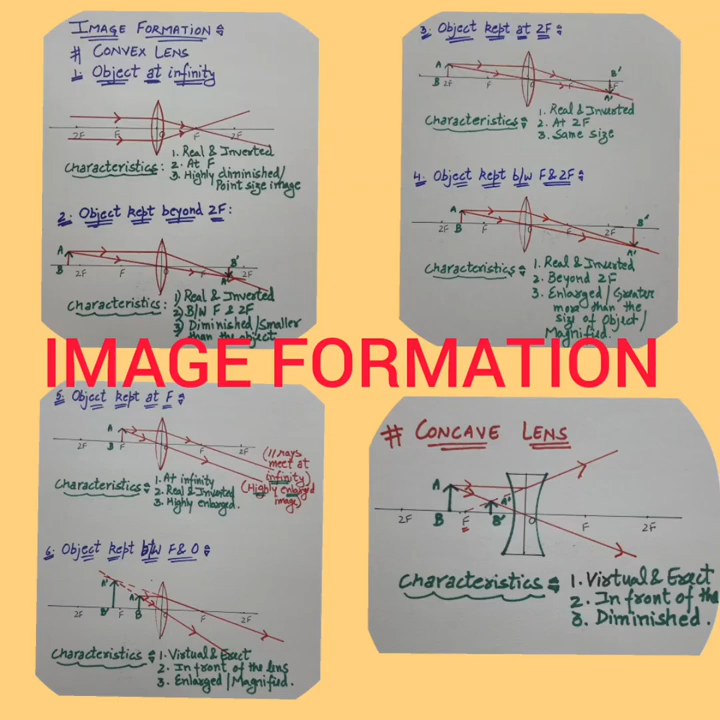 IMAGE FORMATION:
# CONVEX LENS
1. Object at infinity
2F F O F 2F
Characteristics: 1. Real & Inverted
2. At F
3. Highly diminished/
Point size image
2. Object kept beyond 2F:
A B' 
B 2F F O F A' 2F
Characteristics: 1) Real & Inverted
2) B/W F & 2F
3) Diminished/Smaller
than the object
3. Object kept at 2F:
A B'
B 2F F O F 2F A'
Characteristics: 1. Real & Inverted
2. At 2F
3. Same size
4. Object kept b/w F & 2F:
A B'
2F B F O F 2F A'
Characteristics: 1. Real & Inverted
2. Beyond 2F
3. Enlarged/Greater
more than the
size of Object/
Magnified.
IMAGE FORMATION
5. Object kept at F:
A
2F B O F 2F
(11 rays
meet at
infinity)
(Highly enlarged
image)
Characteristics: 1. At infinity
2. Real & Inverted
3. Highly enlarged.
6. Object kept b/w F & O
A' A
2F B' F B O F 2F
Characteristics: 1. Virtual & Erect
2. In front of the lens
3. Enlarged/Magnified.
# CONCAVE LENS
A A'
2F B F B' O F 2F
Characteristics: 1. Virtual & Erect
2. In front of the
3. Diminished.